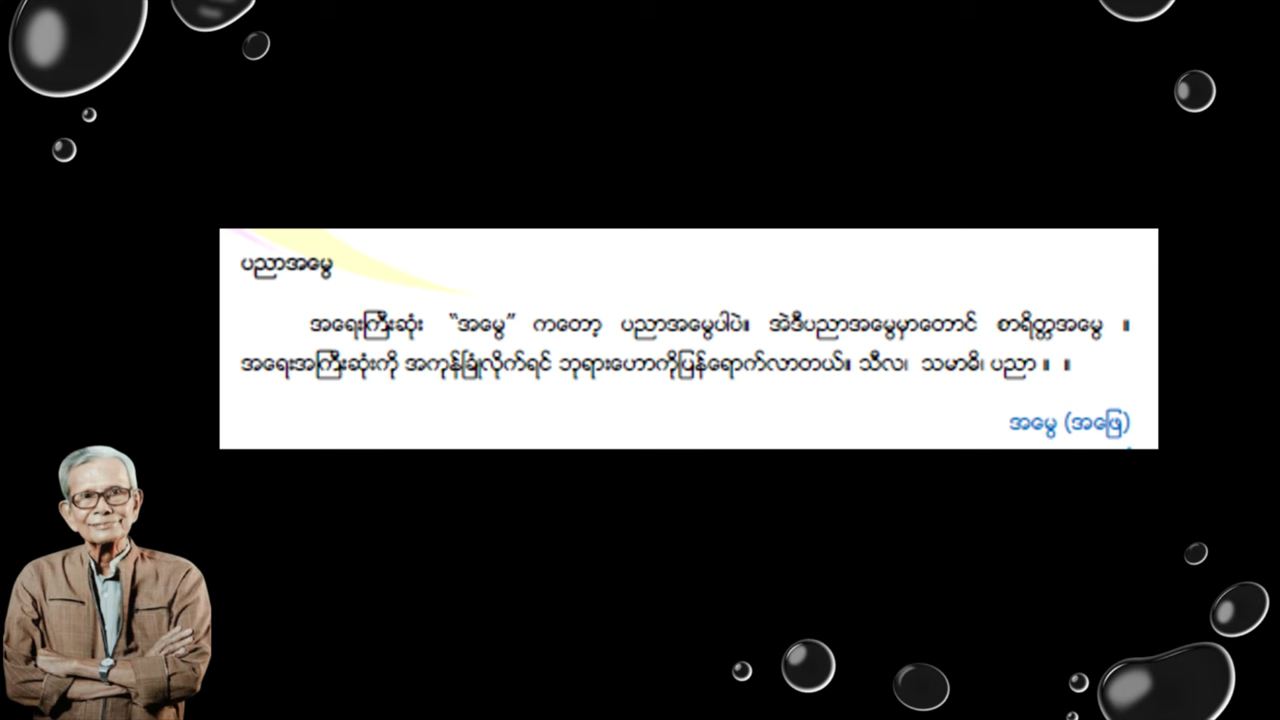 ပညာအမွေ
အရေးကြီးဆုံး “အမွေ” ကတော့ ပညာအမွေပါပဲ။ အဲဒီပညာအမွေမှာတောင် စာရိတ္တအမွေ ။
အရေးအကြီးဆုံးကို အကုန်ခြုံလိုက်ရင် ဘုရားဟောကိုပြန်ရောက်လာတယ်။ သီလ၊ သမာဓိ၊ ပညာ ။ ။
အမွေ (အဖြေ)